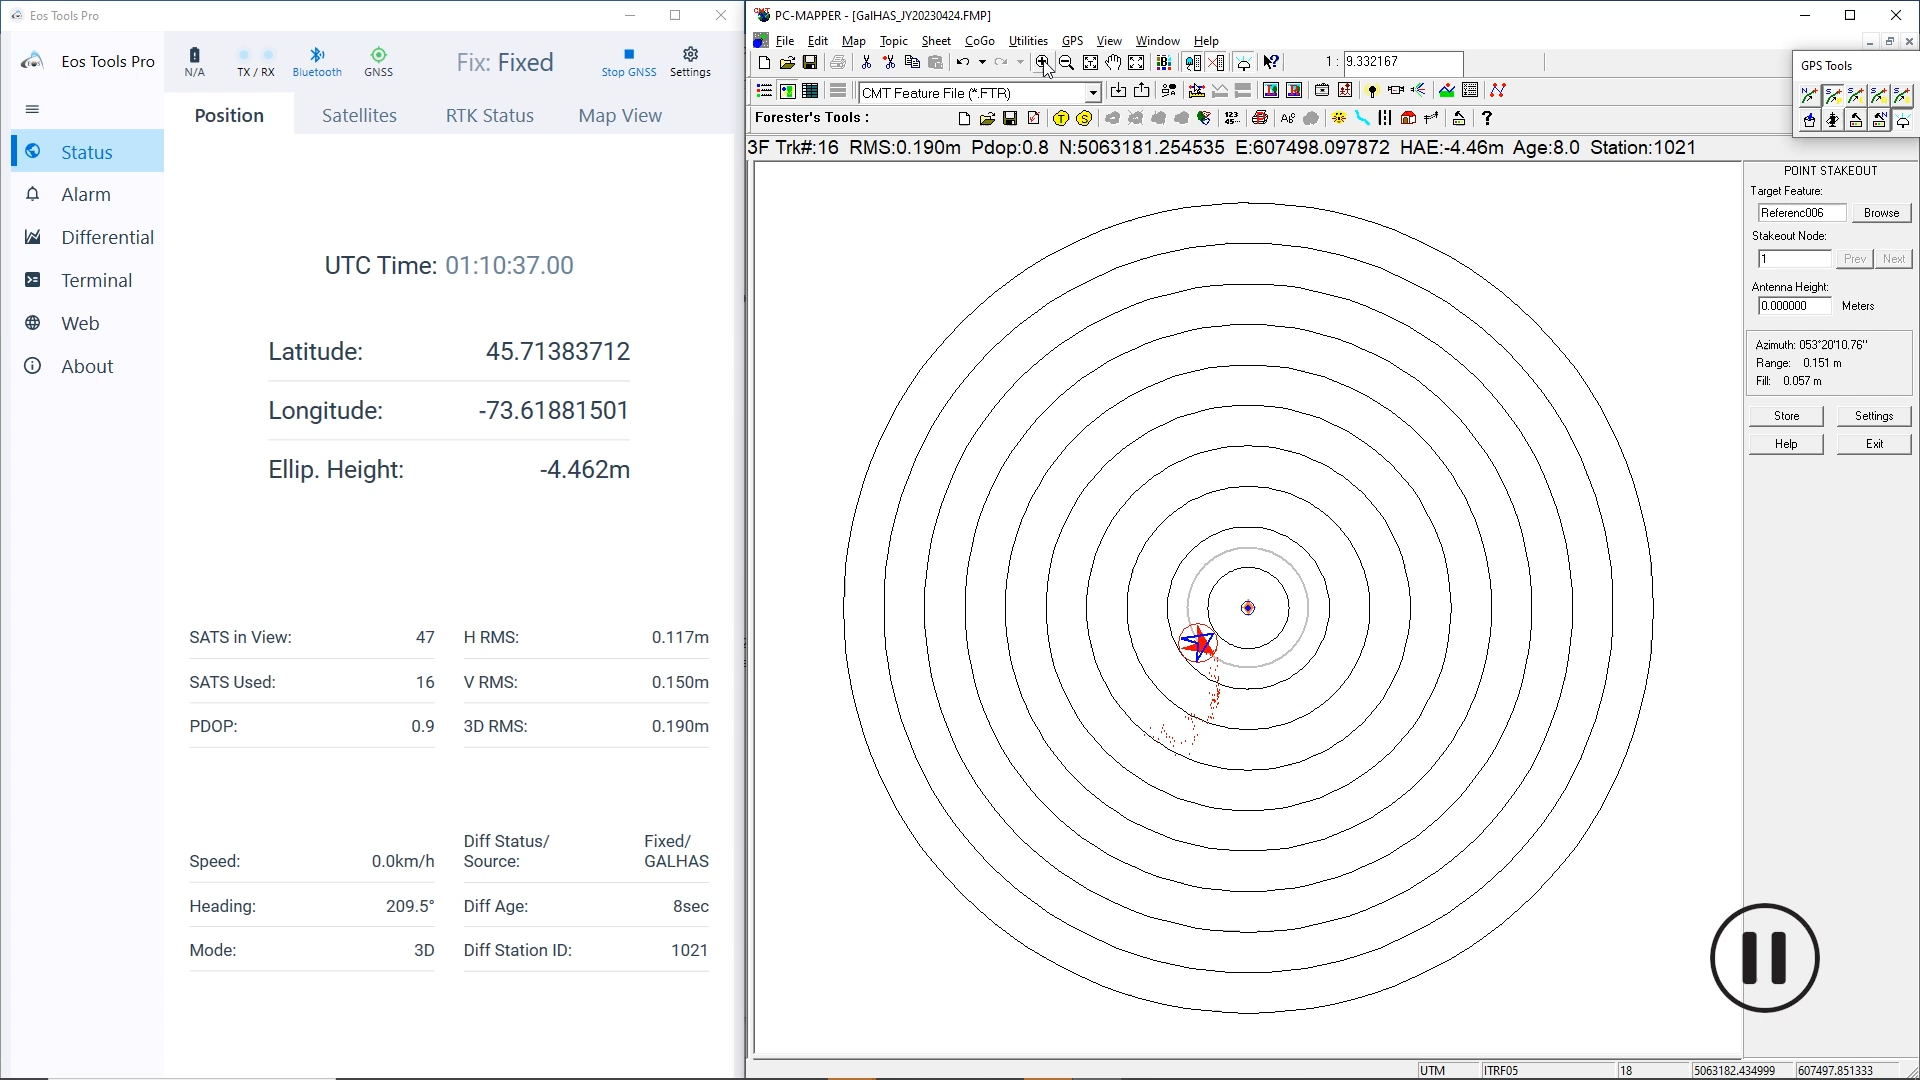 Eos Tools Pro
Eos Tools Pro
Status
Alarm
Differential
Terminal
Web
About
N/A
TX / RX
Bluetooth
GNSS
Fix: Fixed
Stop GNSS
Settings
Position
Satellites
RTK Status
Map View
UTC Time: 01:10:37.00
Latitude: 45.71383712
Longitude: -73.61881501
Ellip. Height: -4.462m
SATS in View: 47
H RMS: 0.117m
SATS Used: 16
V RMS: 0.150m
PDOP: 0.9
3D RMS: 0.190m
Speed: 0.0km/h
Diff Status/ Fixed/
Source: GALHAS
Heading: 209.5°
Diff Age: 8sec
Mode: 3D
Diff Station ID: 1021
PC-MAPPER - [GalHAS_JY20230424.FMP]
File Edit Map Topic Sheet CoGo Utilities GPS View Window Help
1 : 9.332167
CMT Feature File (*.FTR)
Forester's Tools :
GPS Tools
3F Trk#:16 RMS:0.190m Pdop:0.8 N:5063181.254535 E:607498.097872 HAE:-4.46m Age:8.0 Station:1021
POINT STAKEOUT
Target Feature:
Referenc006 Browse
Stakeout Node:
1 Prev Next
Antenna Height:
0.000000 Meters
Azimuth: 053°20'10.76"
Range: 0.151 m
Fill: 0.057 m
Store Settings
Help Exit
UTM ITRF05 18 5063182.434999 607497.851333